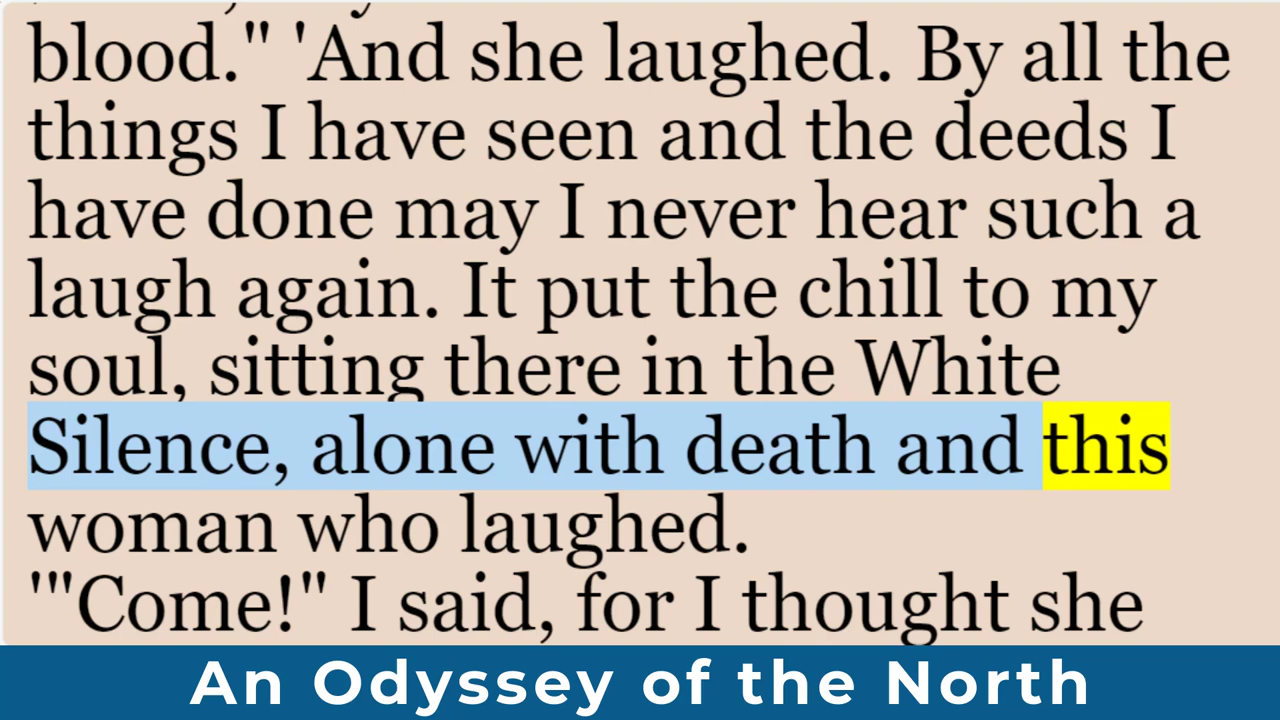 blood." 'And she laughed. By all the
things I have seen and the deeds I
have done may I never hear such a
laugh again. It put the chill to my
soul, sitting there in the White
Silence, alone with death and this
woman who laughed.
'"Come!" I said, for I thought she
An Odyssey of the North